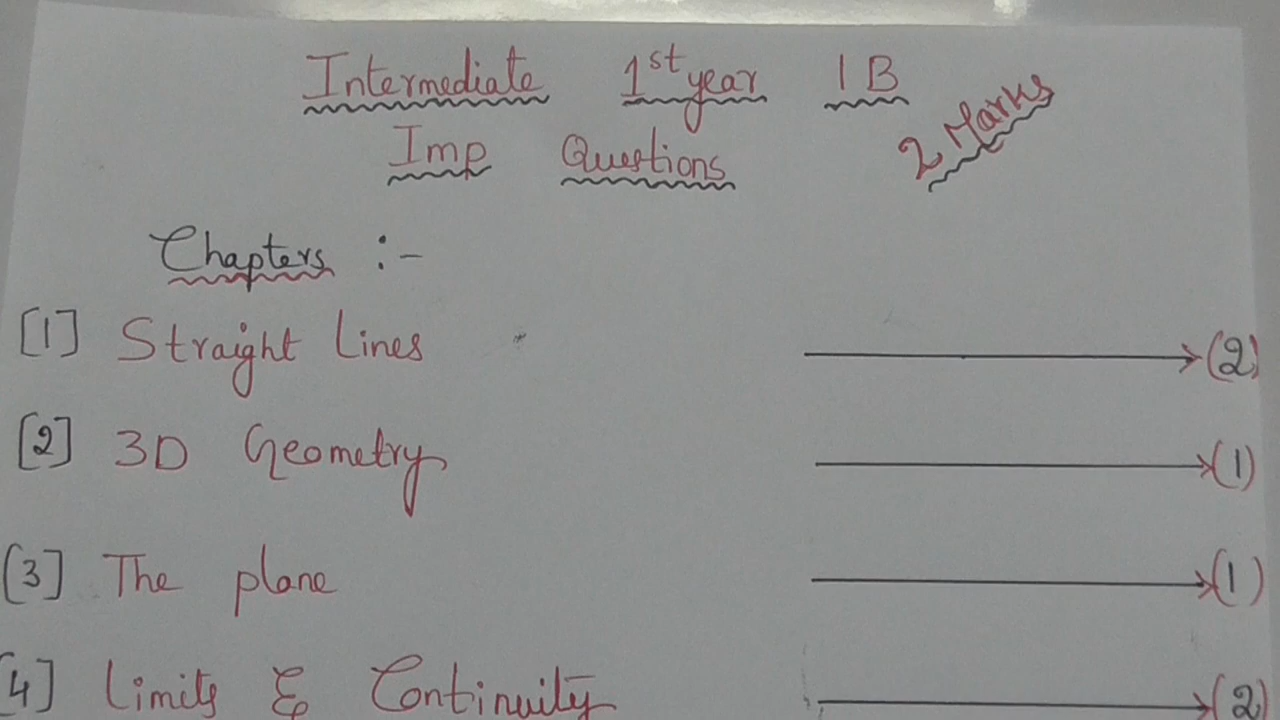 Intermediate 1st year IB
2 Marks
Imp Questions
Chapters :-
[1] Straight Lines (2)
[2] 3D Geometry (1)
[3] The plane (1)
[4] Limits & Continuity (2)